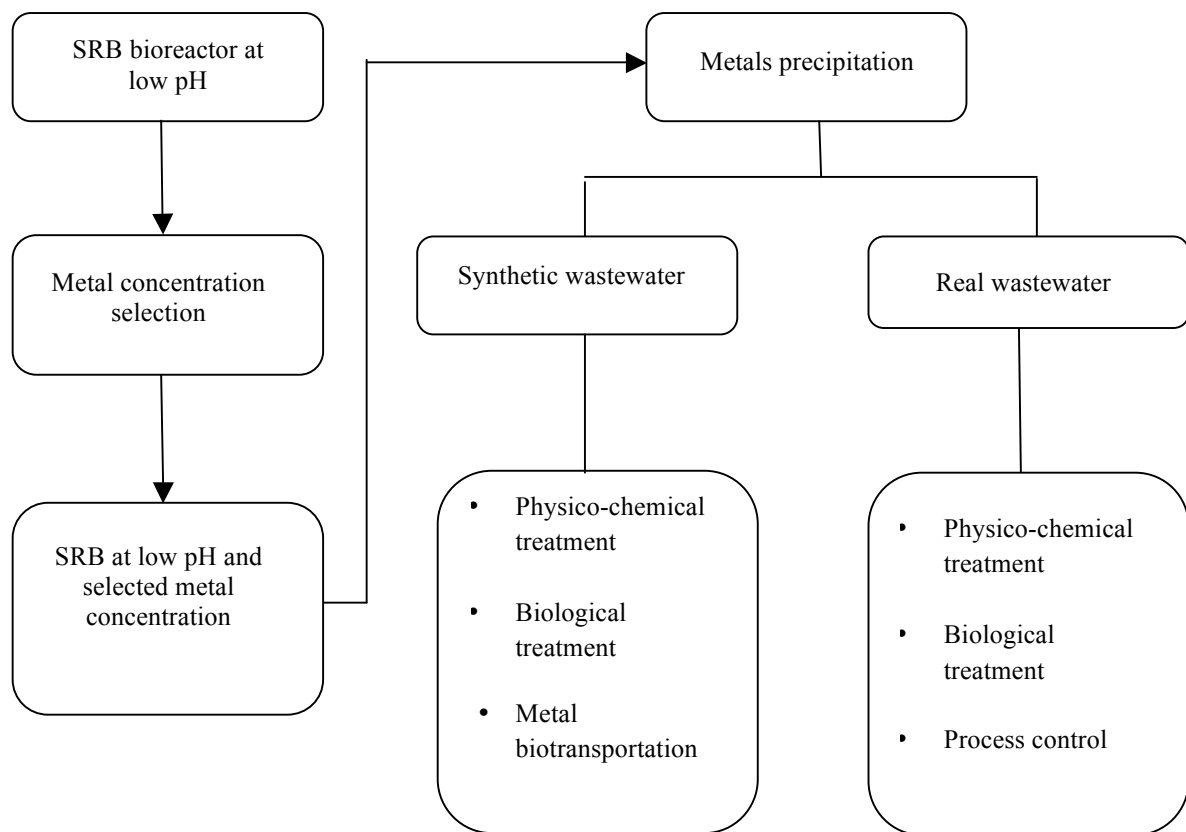 SRB bioreactor at
low pH
Metal concentration
selection
SRB at low pH and
selected metal
concentration
Metals precipitation
Synthetic wastewater
Real wastewater
• Physico-chemical
treatment
• Biological
treatment
• Metal
biotransportation
• Physico-chemical
treatment
• Biological
treatment
• Process control